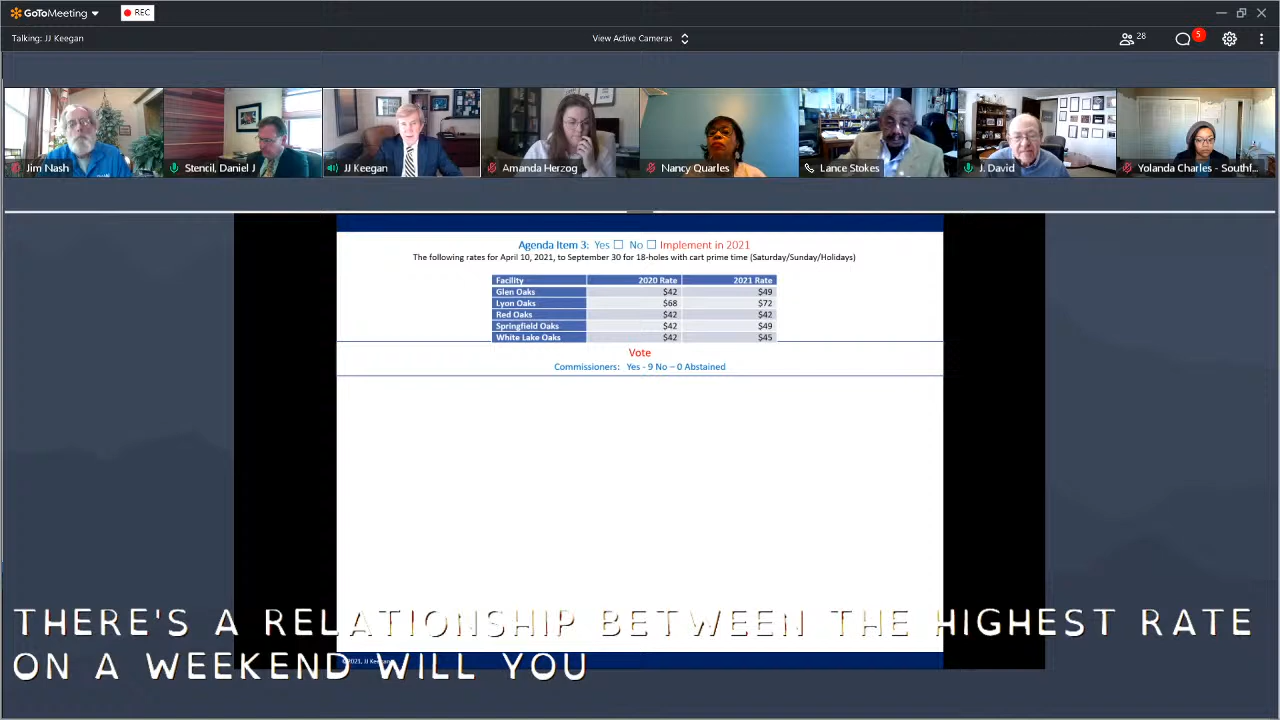 GoToMeeting
REC
Talking: JJ Keegan
View Active Cameras
28
5
Jim Nash
Stencil, Daniel J
JJ Keegan
Amanda Herzog
Nancy Quarles
Lance Stokes
J. David
Yolanda Charles - Southf...
Agenda Item 3: Yes ☐ No ☐ Implement in 2021
The following rates for April 10, 2021, to September 30 for 18-holes with cart prime time (Saturday/Sunday/Holidays)
Facility 2020 Rate 2021 Rate
Glen Oaks $42 $49
Lyon Oaks $68 $72
Red Oaks $42 $42
Springfield Oaks $42 $49
White Lake Oaks $42 $45
Vote
Commissioners: Yes - 9 No – 0 Abstained
©2021, JJ Keegan
THERE'S A RELATIONSHIP BETWEEN THE HIGHEST RATE
ON A WEEKEND WILL YOU